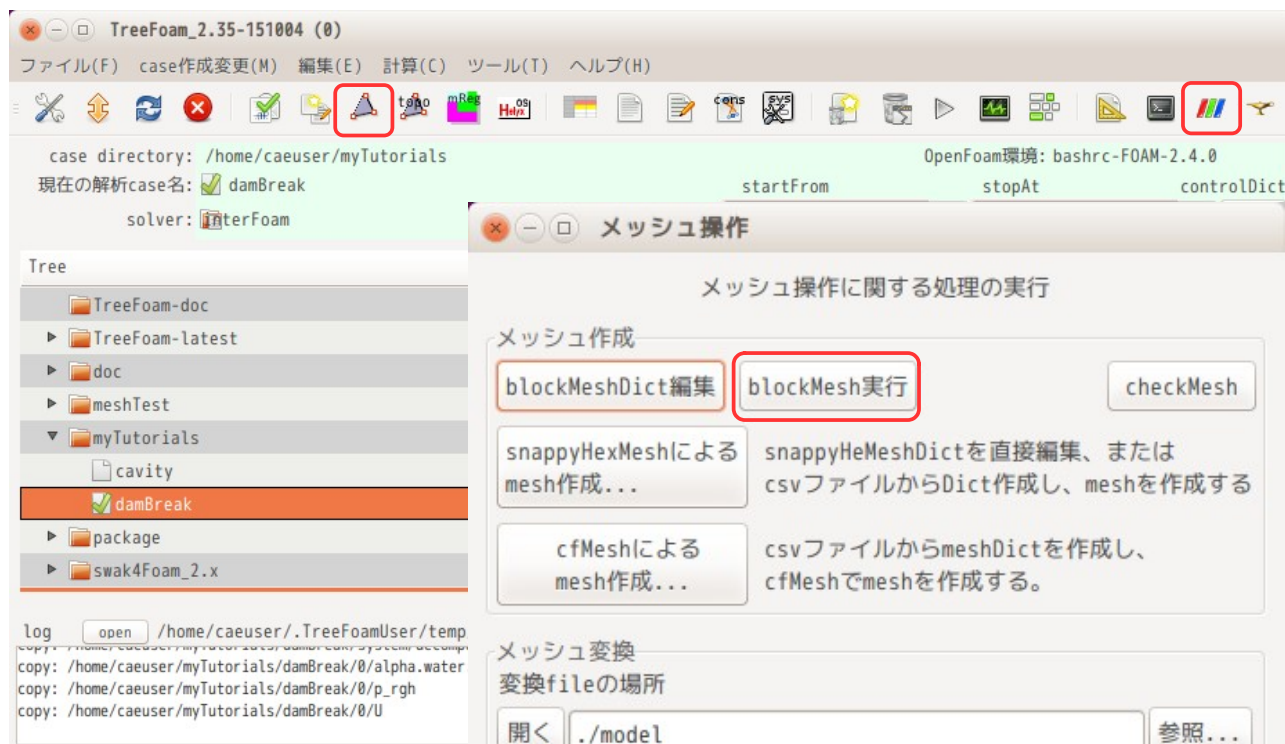 TreeFoam_2.35-151004 (0)
ファイル(F) case作成変更(M) 編集(E) 計算(C) ツール(T) ヘルプ(H)
topo mReg Helyx OS cons sys
case directory: /home/caeuser/myTutorials OpenFoam環境: bashrc-FOAM-2.4.0
現在の解析case名: damBreak startFrom stopAt controlDict
solver: interFoam
メッシュ操作
Tree
メッシュ操作に関する処理の実行
TreeFoam-doc
TreeFoam-latest
doc
meshTest
myTutorials
cavity
damBreak
package
swak4Foam_2.x
メッシュ作成
blockMeshDict編集 blockMesh実行 checkMesh
snappyHexMeshによる
mesh作成...
snappyHeMeshDictを直接編集、または
csvファイルからDict作成し、meshを作成する
cfMeshによる
mesh作成...
csvファイルからmeshDictを作成し、
cfMeshでmeshを作成する。
log open /home/caeuser/.TreeFoamUser/temp
copy: /home/caeuser/myTutorials/damBreak/system/decomp
copy: /home/caeuser/myTutorials/damBreak/0/alpha.water
copy: /home/caeuser/myTutorials/damBreak/0/p_rgh
copy: /home/caeuser/myTutorials/damBreak/0/U
メッシュ変換
変換fileの場所
開く ./model 参照...